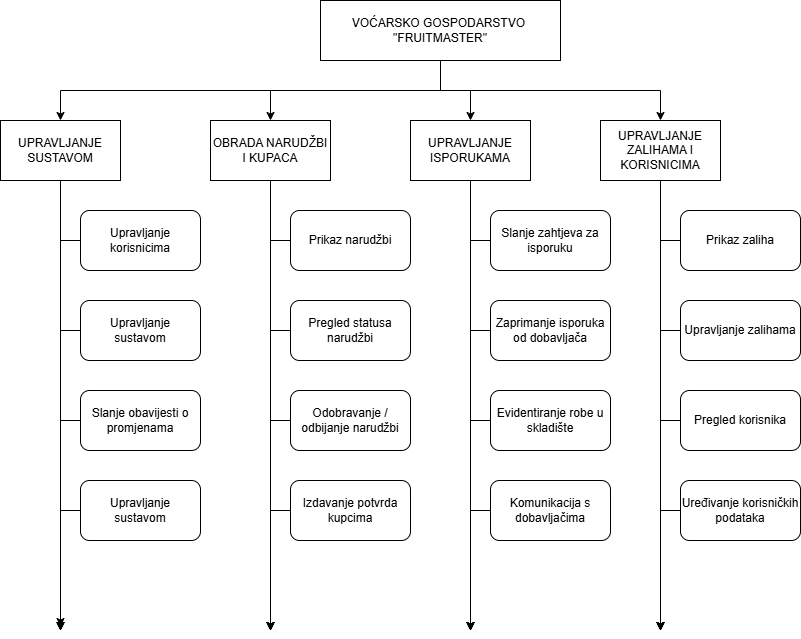 VOĆARSKO GOSPODARSTVO
"FRUITMASTER"
UPRAVLJANJE
SUSTAVOM
OBRADA NARUDŽBI
I KUPACA
UPRAVLJANJE
ISPORUKAMA
UPRAVLJANJE
ZALIHAMA I
KORISNICIMA
Upravljanje
korisnicima
Prikaz narudžbi
Slanje zahtjeva za
isporuku
Prikaz zaliha
Upravljanje
sustavom
Pregled statusa
narudžbi
Zaprimanje isporuka
od dobavljača
Upravljanje zalihama
Slanje obavijesti o
promjenama
Odobravanje /
odbijanje narudžbi
Evidentiranje robe u
skladište
Pregled korisnika
Upravljanje
sustavom
Izdavanje potvrda
kupcima
Komunikacija s
dobavljačima
Uređivanje korisničkih
podataka